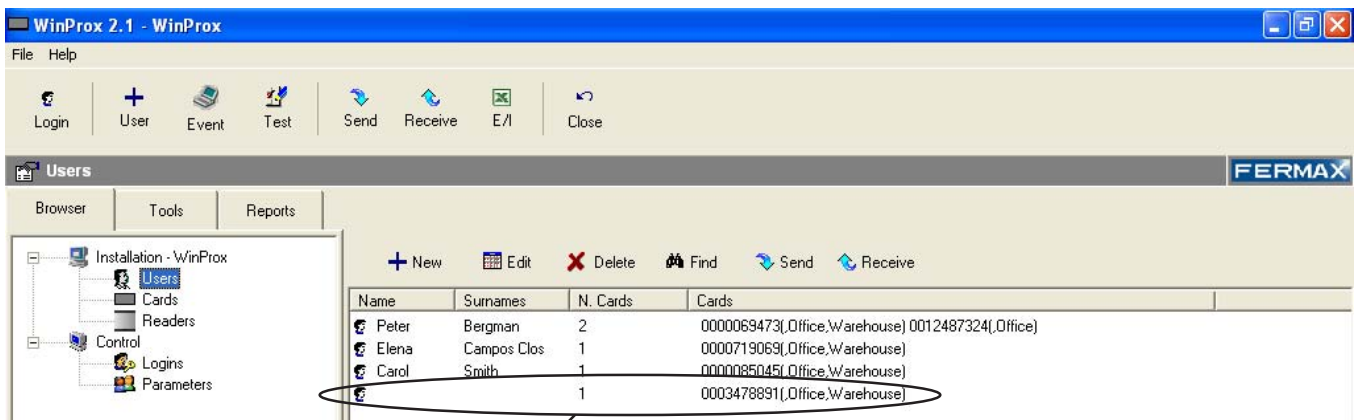 WinProx 2.1 - WinProx
File Help
Login User Event Test Send Receive E/I Close
Users FERMAX
Browser Tools Reports
Installation - WinProx
Users
Cards
Readers
Control
Logins
Parameters
New Edit Delete Find Send Receive
Name Surnames N. Cards Cards
Peter Bergman 2 0000069473(,Office,Warehouse) 0012487324(,Office)
Elena Campos Clos 1 0000719069(,Office,Warehouse)
Carol Smith 1 0000085045(,Office,Warehouse)
1 0003478891(,Office,Warehouse)